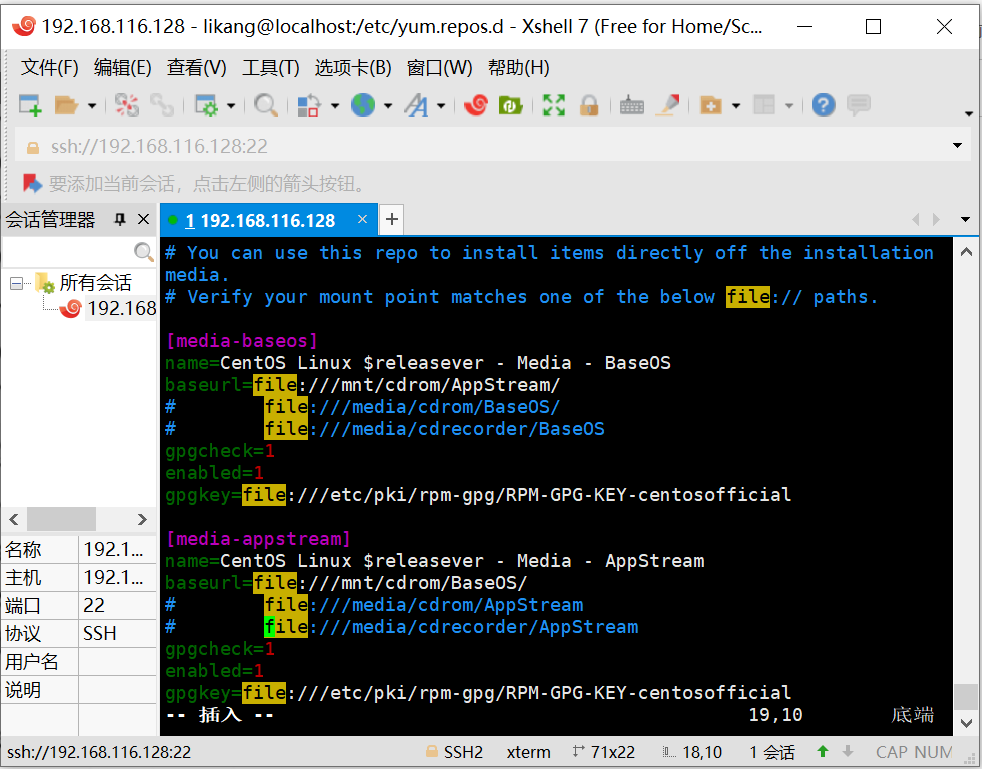 192.168.116.128 - likang@localhost:/etc/yum.repos.d - Xshell 7 (Free for Home/Sc...
文件(F) 编辑(E) 查看(V) 工具(T) 选项卡(B) 窗口(W) 帮助(H)
ssh://192.168.116.128:22
要添加当前会话，点击左侧的箭头按钮。
会话管理器
1 192.168.116.128
所有会话
192.168
名称 192.1...
主机 192.1...
端口 22
协议 SSH
用户名
说明
# You can use this repo to install items directly off the installation
media.
# Verify your mount point matches one of the below file:// paths.
[media-baseos]
name=CentOS Linux $releasever - Media - BaseOS
baseurl=file:///mnt/cdrom/AppStream/
#        file:///media/cdrom/BaseOS/
#        file:///media/cdrecorder/BaseOS
gpgcheck=1
enabled=1
gpgkey=file:///etc/pki/rpm-gpg/RPM-GPG-KEY-centosofficial
[media-appstream]
name=CentOS Linux $releasever - Media - AppStream
baseurl=file:///mnt/cdrom/BaseOS/
#        file:///media/cdrom/AppStream
#        file:///media/cdrecorder/AppStream
gpgcheck=1
enabled=1
gpgkey=file:///etc/pki/rpm-gpg/RPM-GPG-KEY-centosofficial
-- 插入 -- 19,10 底端
ssh://192.168.116.128:22 SSH2 xterm 71x22 18,10 1 会话 CAP NUM